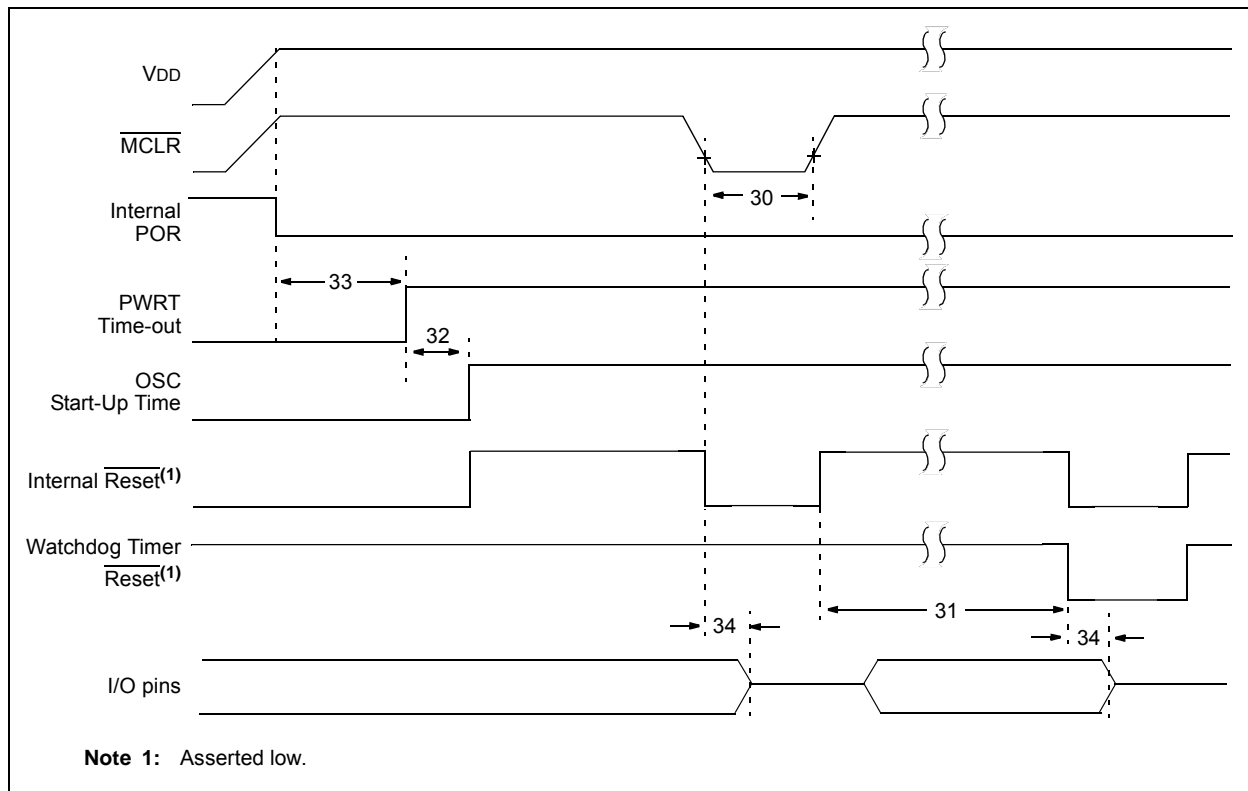 VDD
MCLR
30
Internal
POR
33
PWRT
Time-out
32
OSC
Start-Up Time
Internal Reset(1)
Watchdog Timer
Reset(1)
31
34
34
I/O pins
Note 1: Asserted low.